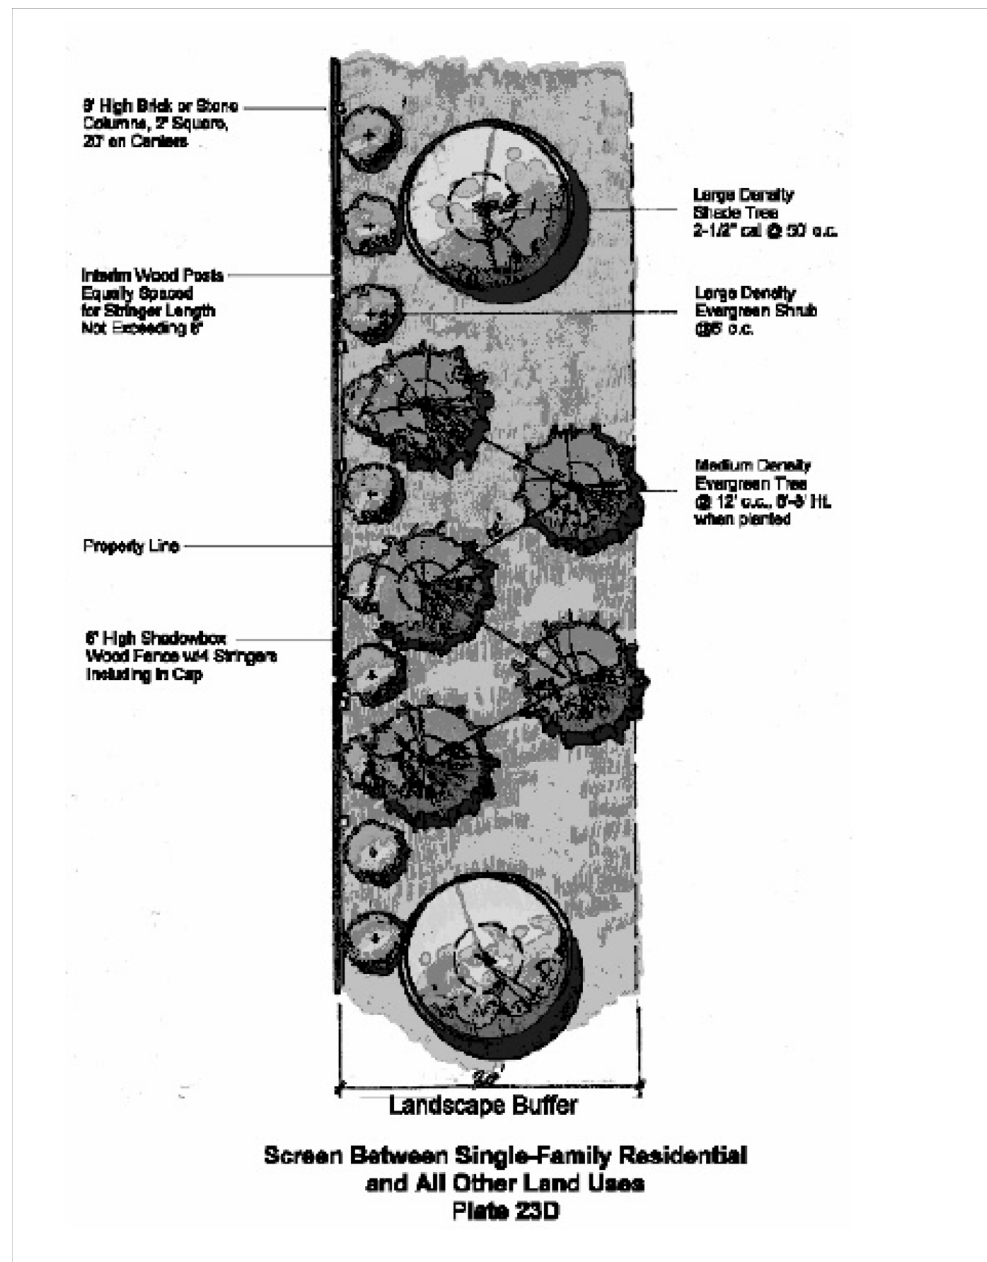 High Brick or Stone
Columns, 2' Square,
20' on Centers
Large Density
Shade Tree
2-1/2" cal @ 50' o.c.
Interim Wood Posts
Equally Spaced
for Stringer Length
Not Exceeding 8'
Large Density
Evergreen Shrub
o.c.
Medium Density
Evergreen Tree
@ 12' o.c., 6'-8' Ht.
when planted
Property Line
6' High Shadowbox
Wood Fence w/4 Stringers
Including in Cap
20'
Landscape Buffer
Screen Between Single-Family Residential
and All Other Land Uses
Plate 23D